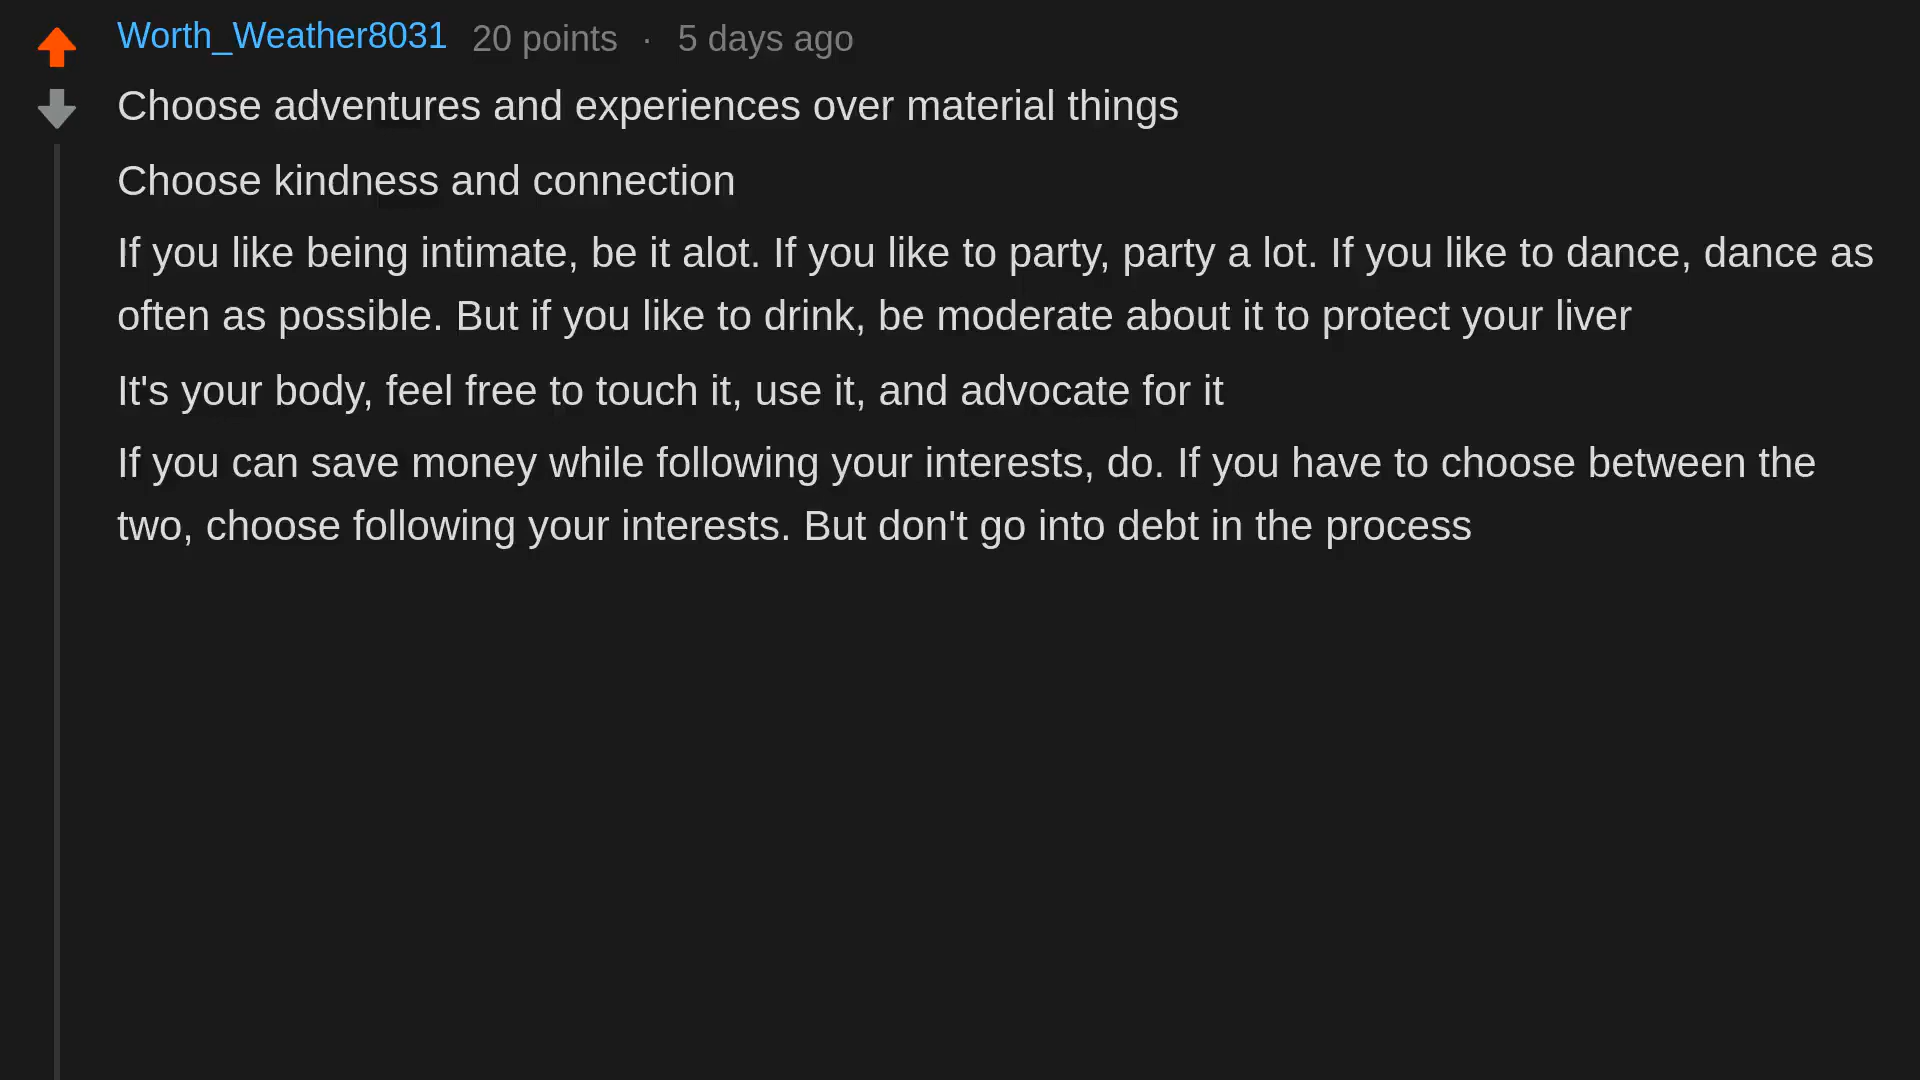 Worth_Weather8031 20 points · 5 days ago
Choose adventures and experiences over material things
Choose kindness and connection
If you like being intimate, be it alot. If you like to party, party a lot. If you like to dance, dance as
often as possible. But if you like to drink, be moderate about it to protect your liver
It's your body, feel free to touch it, use it, and advocate for it
If you can save money while following your interests, do. If you have to choose between the
two, choose following your interests. But don't go into debt in the process